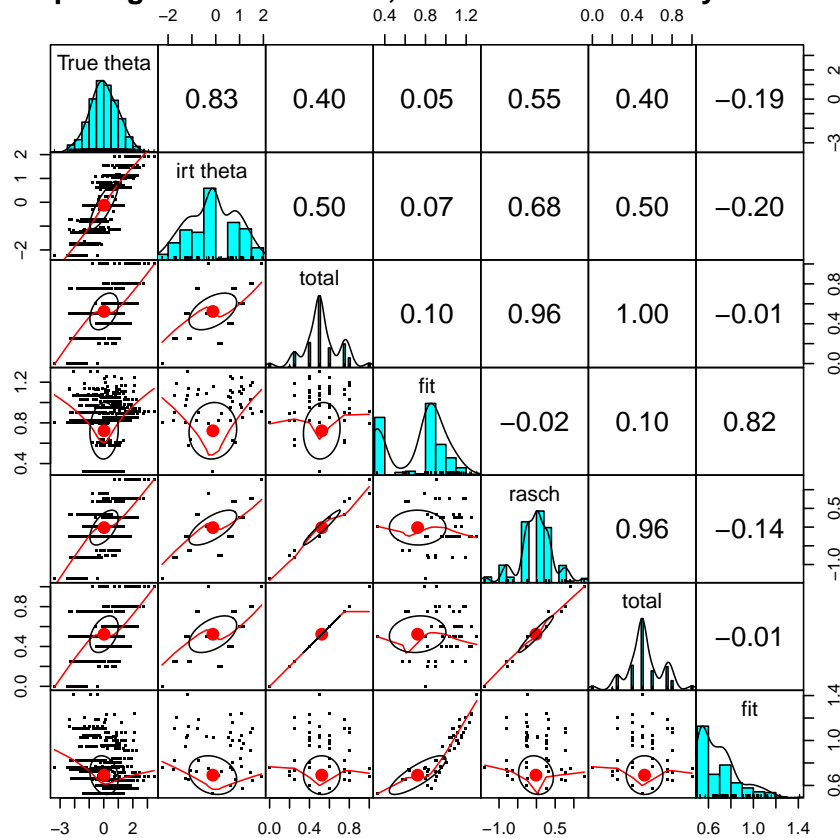 −2 0 1 2 0.4 0.8 1.2 0.0 0.4 0.8
True theta 0.83 0.40 0.05 0.55 0.40 −0.19 −3 0 2
−2 0 1 2 irt theta 0.50 0.07 0.68 0.50 −0.20
total 0.10 0.96 1.00 −0.01 0.0 0.4 0.8
0.4 0.8 1.2 fit −0.02 0.10 0.82
rasch 0.96 −0.14 −1.0 0.5
0.0 0.4 0.8 total −0.01
fit 0.6 1.0 1.4
−3 0 2 0.0 0.4 0.8 −1.0 0.5 0.6 1.0 1.4